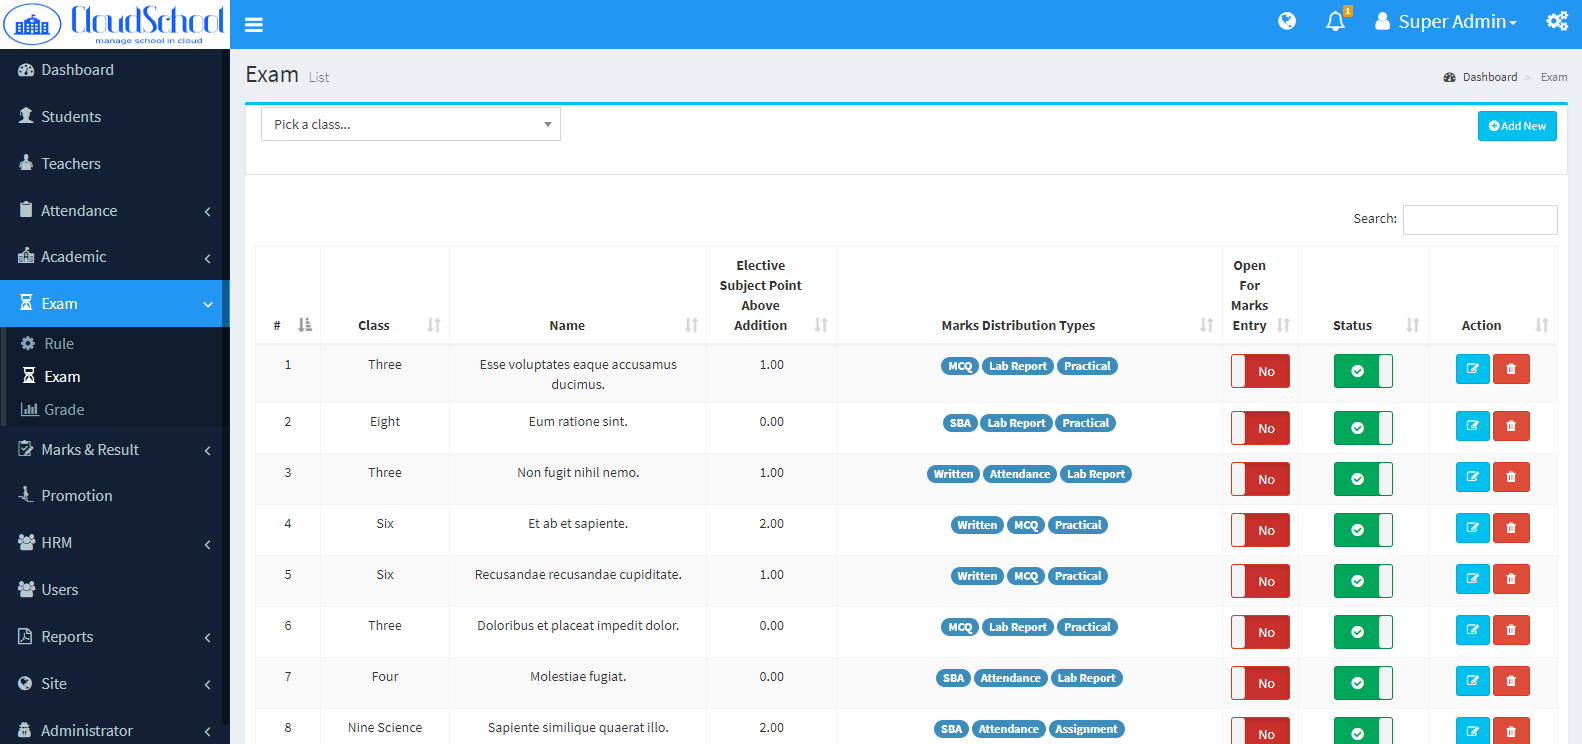 CloudSchool
manage school in cloud
1
Super Admin
Dashboard
Students
Teachers
Attendance
Academic
Exam
Rule
Exam
Grade
Marks & Result
Promotion
HRM
Users
Reports
Site
Administrator
Exam List
Dashboard > Exam
Pick a class...
Add New
Search:
# Class Name Elective Subject Point Above Addition Marks Distribution Types Open For Marks Entry Status Action
1 Three Esse voluptates eaque accusamus ducimus. 1.00 MCQ Lab Report Practical No
2 Eight Eum ratione sint. 0.00 SBA Lab Report Practical No
3 Three Non fugit nihil nemo. 1.00 Written Attendance Lab Report No
4 Six Et ab et sapiente. 2.00 Written MCQ Practical No
5 Six Recusandae recusandae cupiditate. 1.00 Written MCQ Practical No
6 Three Doloribus et placeat impedit dolor. 0.00 MCQ Lab Report Practical No
7 Four Molestiae fugiat. 0.00 SBA Attendance Lab Report No
8 Nine Science Sapiente similique quaerat illo. 2.00 SBA Attendance Assignment No